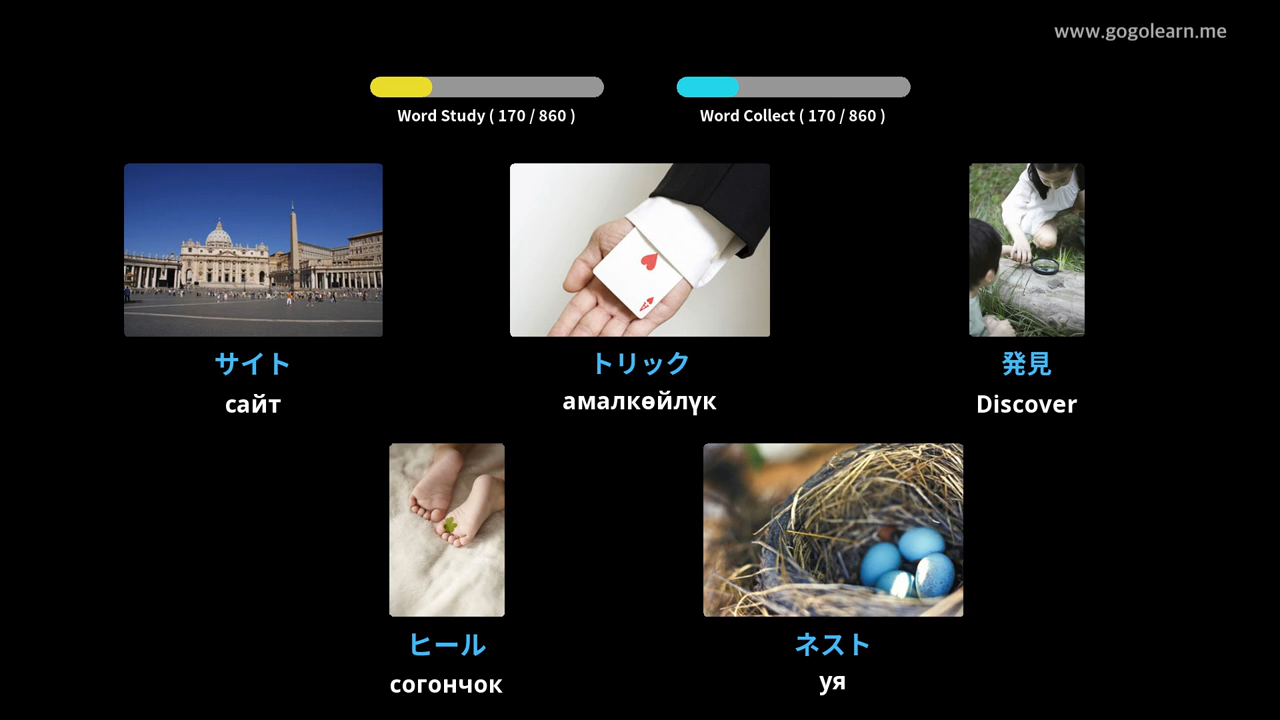 www.gogolearn.me
Word Study ( 170 / 860 )
Word Collect ( 170 / 860 )
サイト
сайт
トリック
амалкөйлүк
発見
Discover
ヒール
согончок
ネスト
уя